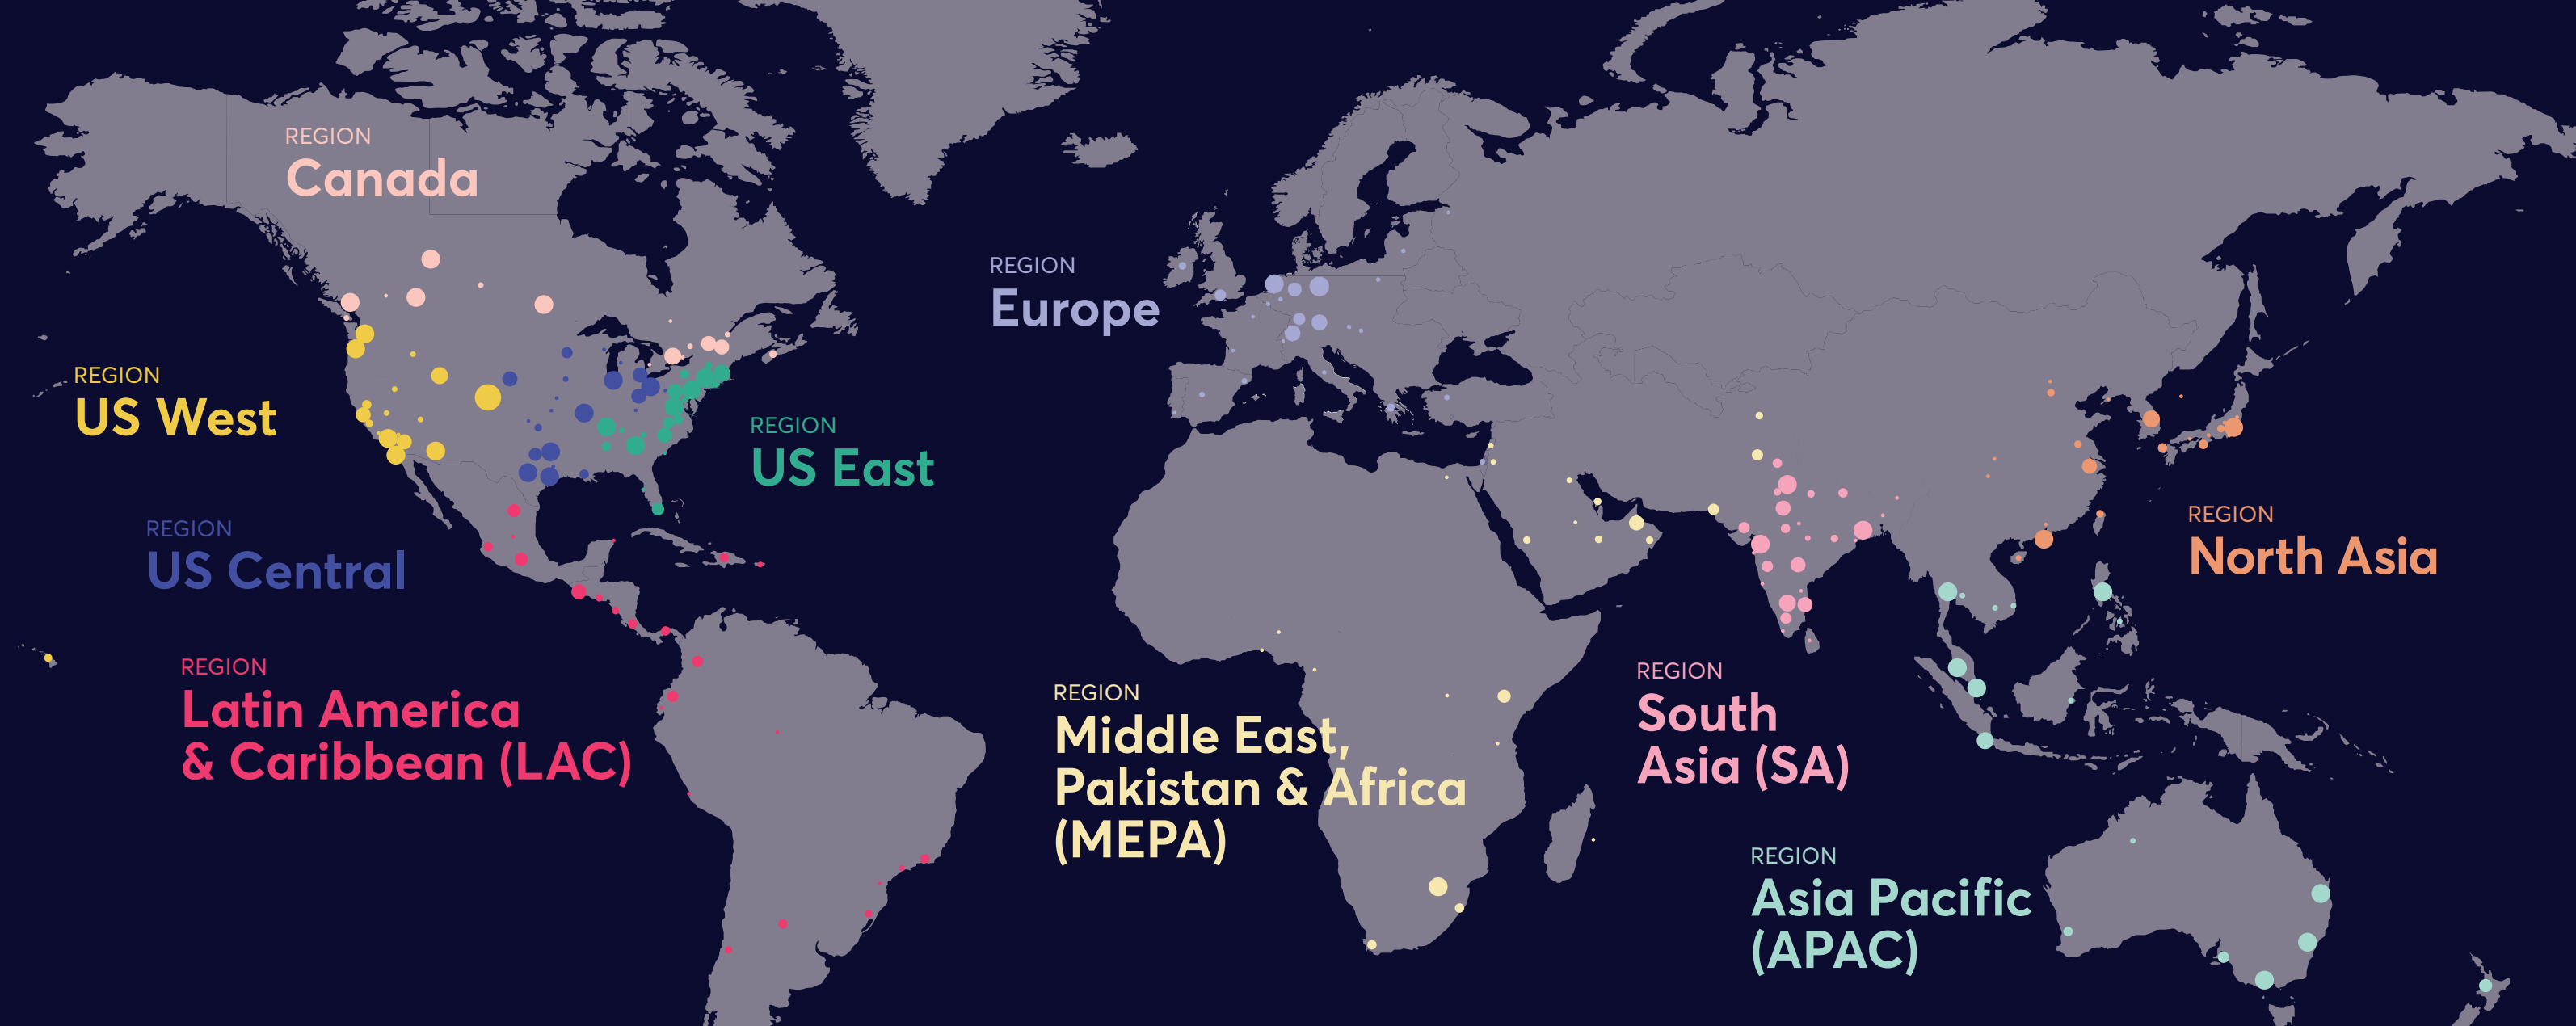 REGION
Canada
REGION
Europe
REGION
US West
REGION
US East
REGION
US Central
REGION
North Asia
REGION
Latin America
& Caribbean (LAC)
REGION
Middle East,
Pakistan & Africa
(MEPA)
REGION
South
Asia (SA)
REGION
Asia Pacific
(APAC)